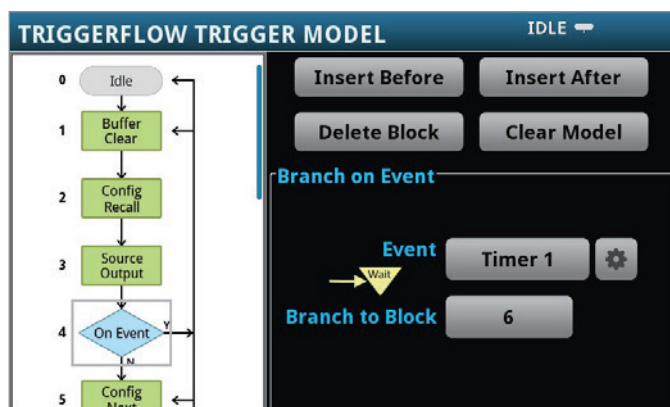 TRIGGERFLOW TRIGGER MODEL
IDLE
0
Idle
1
Buffer
Clear
2
Config
Recall
3
Source
Output
4
On Event
Y
N
5
Config
Next
Insert Before
Insert After
Delete Block
Clear Model
Branch on Event
Event
Timer 1
Wait
Branch to Block
6